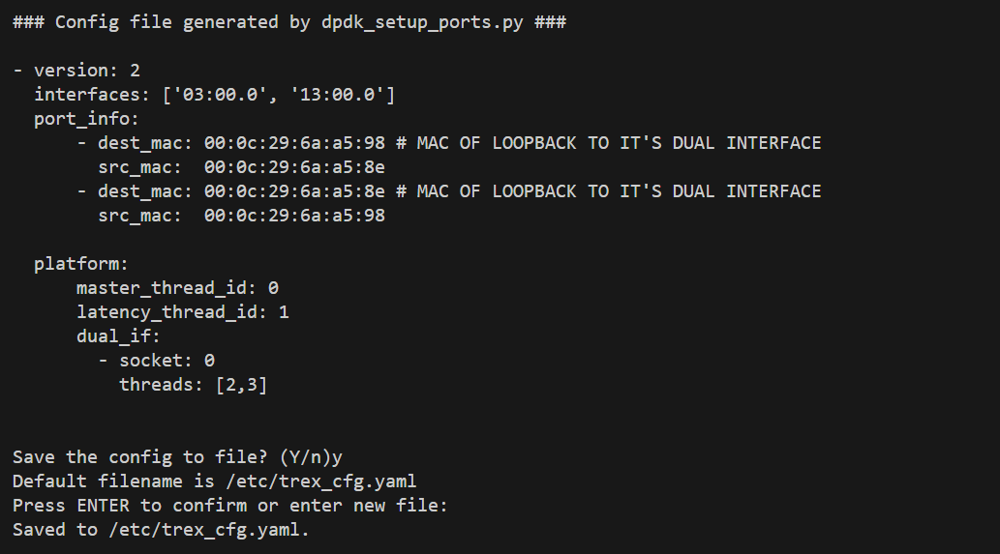 ### Config file generated by dpdk_setup_ports.py ###
- version: 2
  interfaces: ['03:00.0', '13:00.0']
  port_info:
      - dest_mac: 00:0c:29:6a:a5:98 # MAC OF LOOPBACK TO IT'S DUAL INTERFACE
        src_mac:  00:0c:29:6a:a5:8e
      - dest_mac: 00:0c:29:6a:a5:8e # MAC OF LOOPBACK TO IT'S DUAL INTERFACE
        src_mac:  00:0c:29:6a:a5:98
  platform:
      master_thread_id: 0
      latency_thread_id: 1
      dual_if:
        - socket: 0
          threads: [2,3]
Save the config to file? (Y/n)y
Default filename is /etc/trex_cfg.yaml
Press ENTER to confirm or enter new file:
Saved to /etc/trex_cfg.yaml.